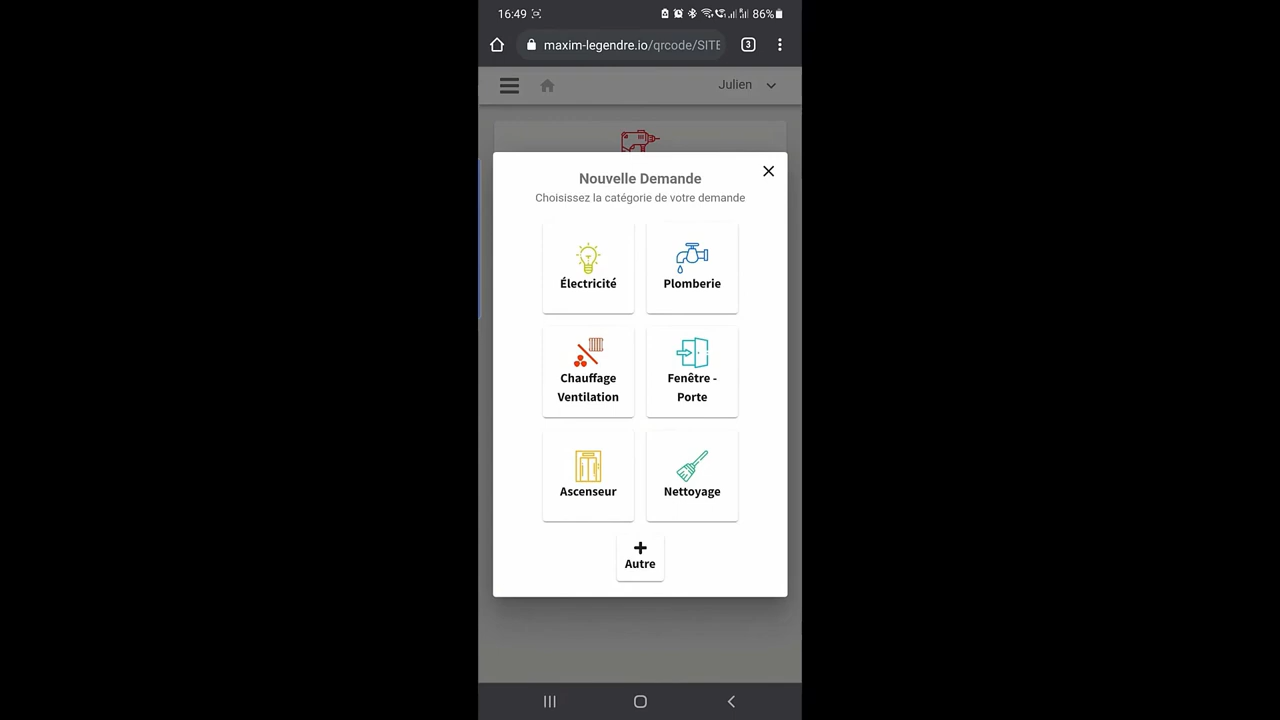 16:49
86%
maxim-legendre.io/qrcode/SITE
3
Julien
Nouvelle Demande
Choisissez la catégorie de votre demande
Électricité
Plomberie
Chauffage
Ventilation
Fenêtre -
Porte
Ascenseur
Nettoyage
Autre